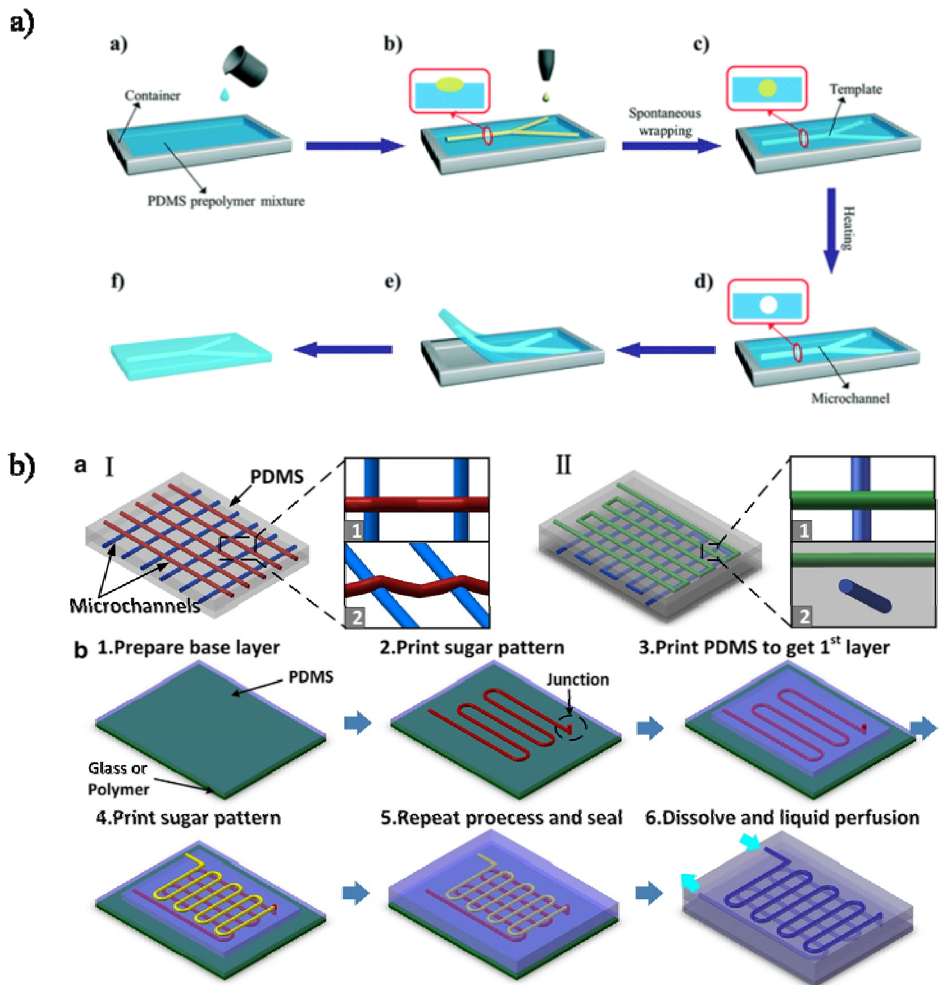 a)
a)
b)
c)
Container
PDMS prepolymer mixture
Spontaneous
wrapping
Template
Heating
f)
e)
d)
Microchannel
b)
a I
PDMS
Microchannels
1
2
II
1
2
b
1.Prepare base layer
2.Print sugar pattern
3.Print PDMS to get 1st layer
PDMS
Junction
Glass or
Polymer
4.Print sugar pattern
5.Repeat proecess and seal
6.Dissolve and liquid perfusion